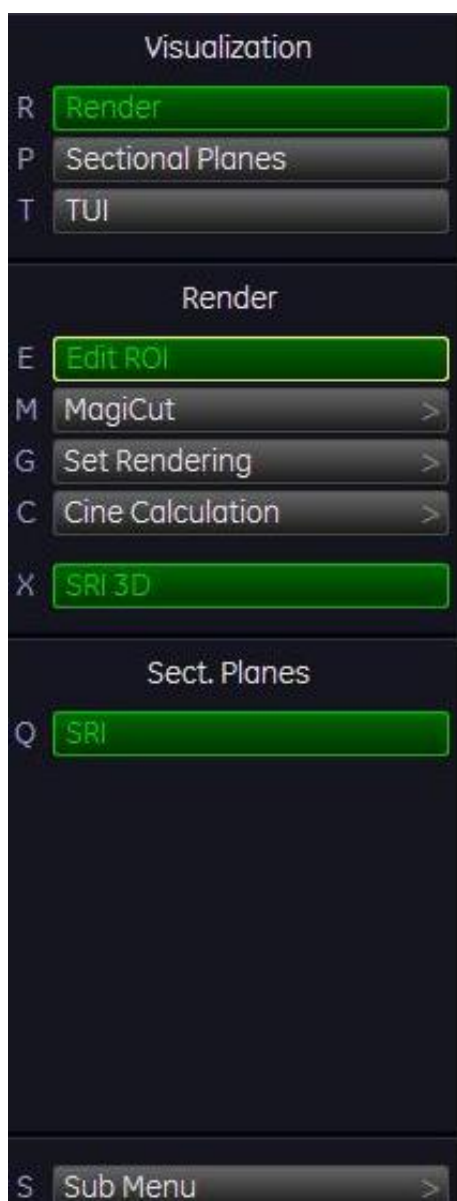 Visualization
R Render
P Sectional Planes
T TUI
Render
E Edit ROI
M MagiCut >
G Set Rendering >
C Cine Calculation >
X SRI 3D
Sect. Planes
Q SRI
S Sub Menu >